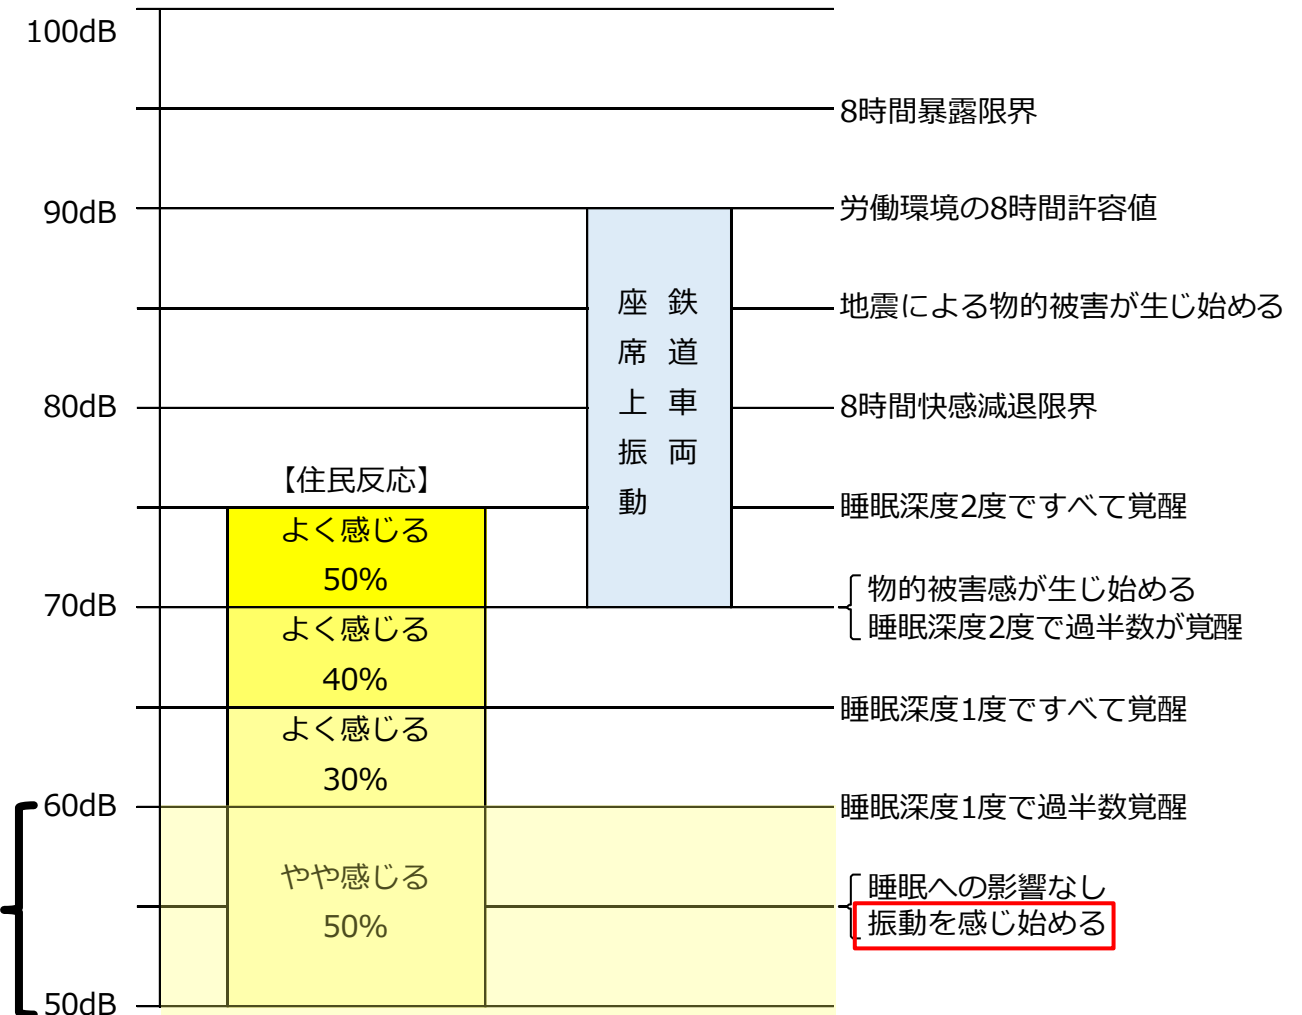 100dB
8時間暴露限界
90dB
労働環境の8時間許容値
鉄道車両
座席上振動
地震による物的被害が生じ始める
80dB
8時間快感減退限界
【住民反応】
睡眠深度2度ですべて覚醒
よく感じる
50%
70dB
物的被害感が生じ始める
睡眠深度2度で過半数が覚醒
よく感じる
40%
睡眠深度1度ですべて覚醒
よく感じる
30%
60dB
睡眠深度1度で過半数覚醒
やや感じる
50%
睡眠への影響なし
振動を感じ始める
50dB